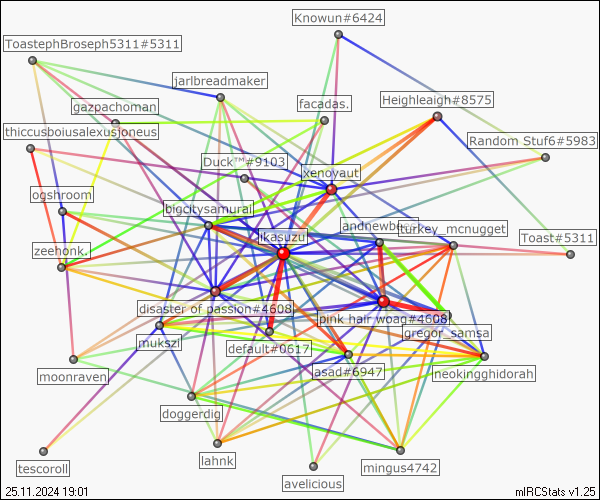 Knowun#6424
ToastephBroseph5311#5311
jarlbreadmaker
gazpachoman
facadas.
Heighleaigh#8575
thiccusboiusalexusjoneus
Random Stuf6#5983
Duck™#9103
xenoyaut
ogshroom
bigcitysamurai
ikasuzu
andrewb
turkey_mcnugget
Toast#5311
zeehonk.
disaster of passion#4608
pink hair woag#4608
gregor_samsa
mukszi
default#0617
asad#6947
neokingghidorah
moonraven
doggerdig
lahnk
mingus4742
tescoroll
avelicious
25.11.2024 19:01
mIRCStats v1.25